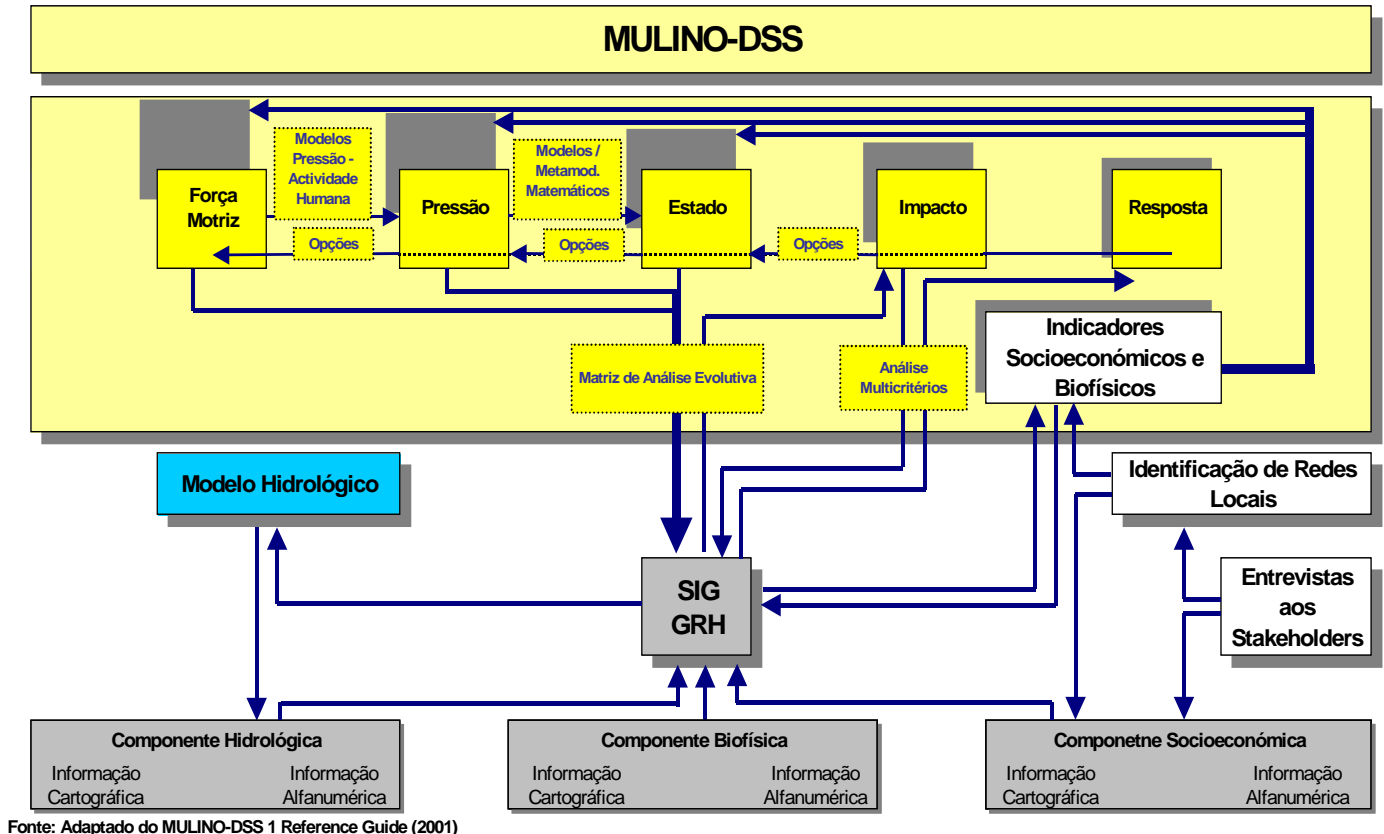 MULINO-DSS
Modelos
Pressão -
Actividade
Humana
Modelos /
Metamod.
Matemáticos
Força
Motriz
Pressão
Estado
Impacto
Resposta
Opções
Opções
Opções
Indicadores
Socioeconómicos e
Biofísicos
Matriz de Análise Evolutiva
Análise
Multicritérios
Modelo Hidrológico
Identificação de Redes
Locais
SIG
GRH
Entrevistas
aos
Stakeholders
Componente Hidrológica
Informação
Cartográfica
Informação
Alfanumérica
Componente Biofísica
Informação
Cartográfica
Informação
Alfanumérica
Componetne Socioeconómica
Informação
Cartográfica
Informação
Alfanumérica
Fonte: Adaptado do MULINO-DSS 1 Reference Guide (2001)